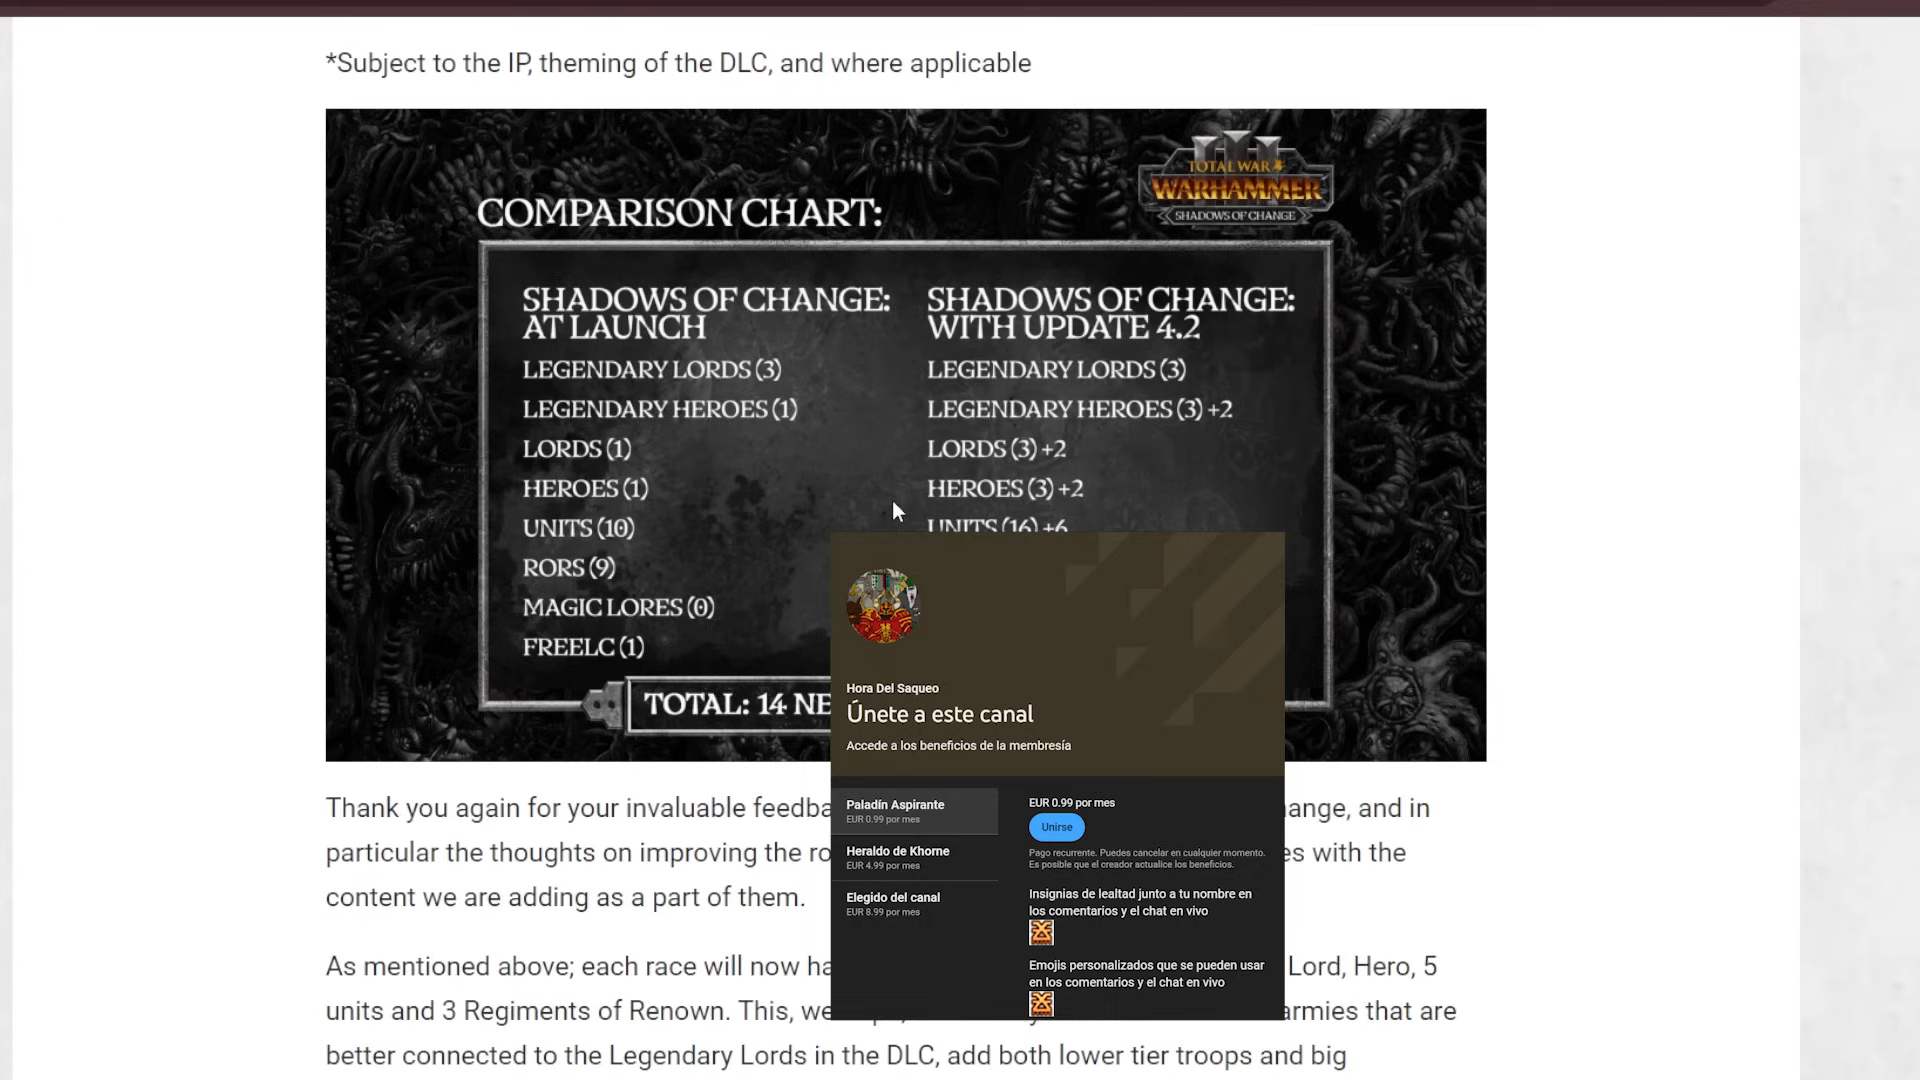 *Subject to the IP, theming of the DLC, and where applicable
TOTAL WAR
WARHAMMER
SHADOWS OF CHANGE
COMPARISON CHART:
SHADOWS OF CHANGE:
AT LAUNCH
LEGENDARY LORDS (3)
LEGENDARY HEROES (1)
LORDS (1)
HEROES (1)
UNITS (10)
RORS (9)
MAGIC LORES (0)
FREELC (1)
SHADOWS OF CHANGE:
WITH UPDATE 4.2
LEGENDARY LORDS (3)
LEGENDARY HEROES (3) +2
LORDS (3) +2
HEROES (3) +2
UNITS (16) +6
TOTAL: 14 NE
Hora Del Saqueo
Únete a este canal
Accede a los beneficios de la membresía
Paladín Aspirante
EUR 0.99 por mes
Heraldo de Khorne
EUR 4.99 por mes
Elegido del canal
EUR 8.99 por mes
EUR 0.99 por mes
Unirse
Pago recurrente. Puedes cancelar en cualquier momento.
Es posible que el creador actualice los beneficios.
Insignias de lealtad junto a tu nombre en
los comentarios y el chat en vivo
Emojis personalizados que se pueden usar
en los comentarios y el chat en vivo
Thank you again for your invaluable feedba ange, and in
particular the thoughts on improving the ro es with the
content we are adding as a part of them.
As mentioned above; each race will now ha Lord, Hero, 5
units and 3 Regiments of Renown. This, we armies that are
better connected to the Legendary Lords in the DLC, add both lower tier troops and big